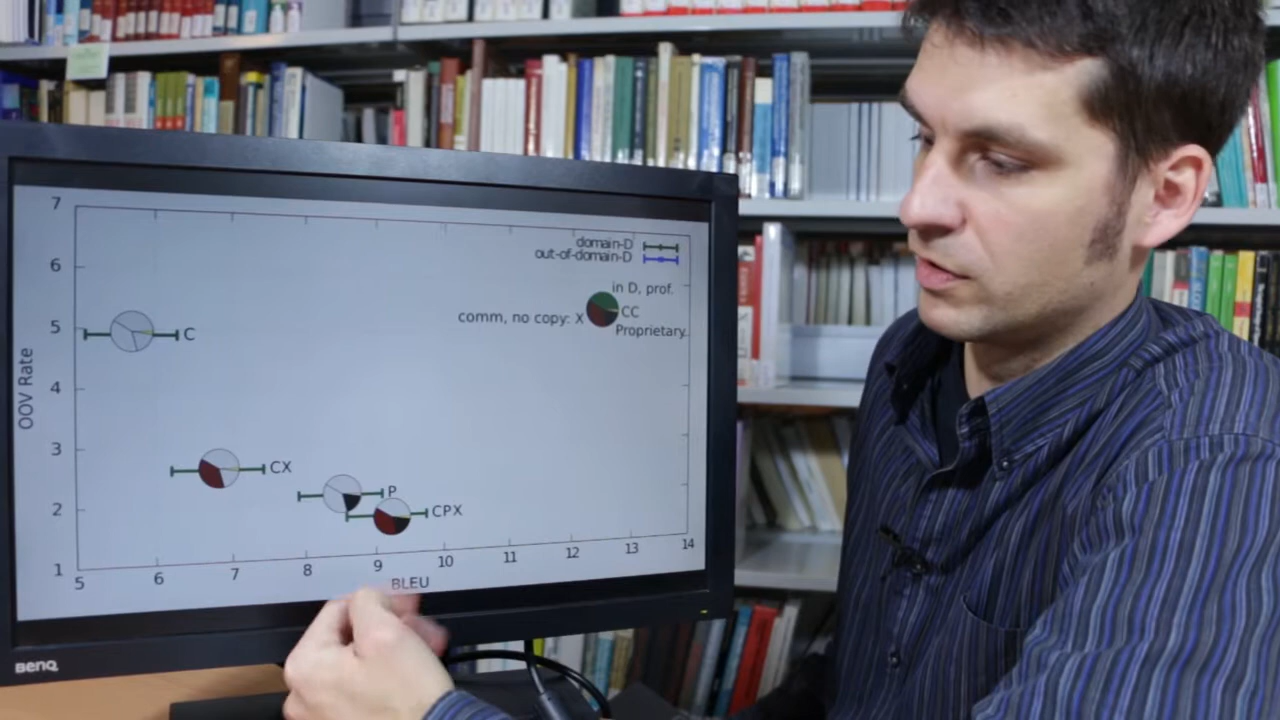 7
domain-D
out-of-domain-D
6
in D, prof.
comm, no copy: X CC
Proprietary
5
C
OOV Rate
4
3
CX
P
2
CPX
1
5 6 7 8 9 10 11 12 13 14
BLEU
BenQ